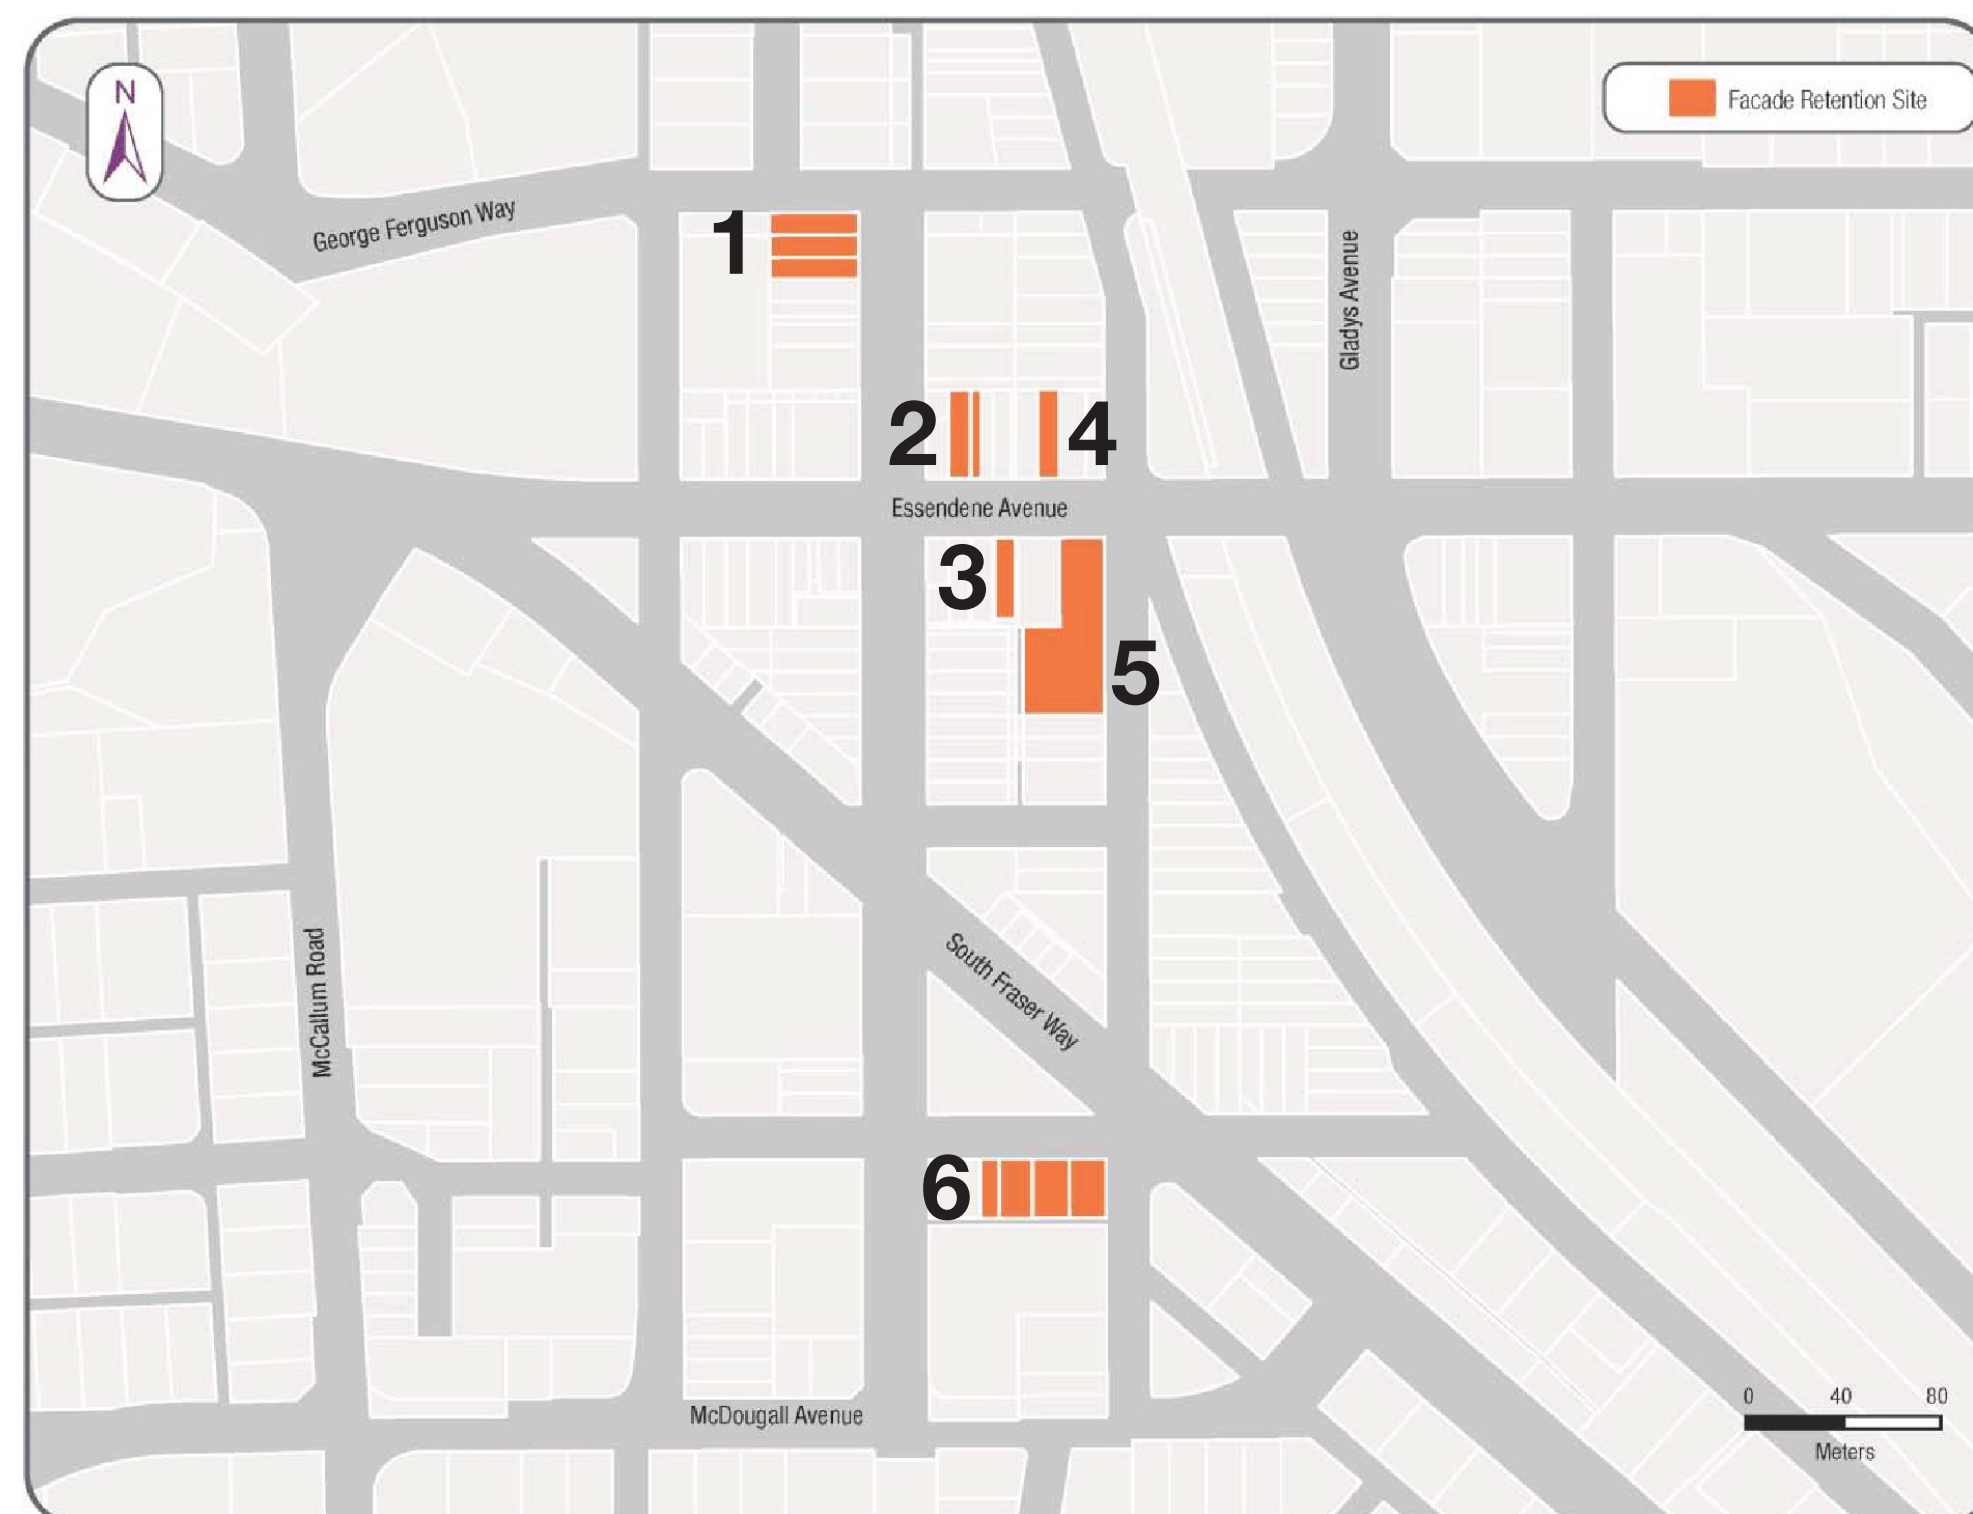 N
Facade Retention Site
George Ferguson Way
1
Gladys Avenue
2
4
Essendene Avenue
3
5
McCallum Road
South Fraser Way
6
McDougall Avenue
0 40 80
Meters